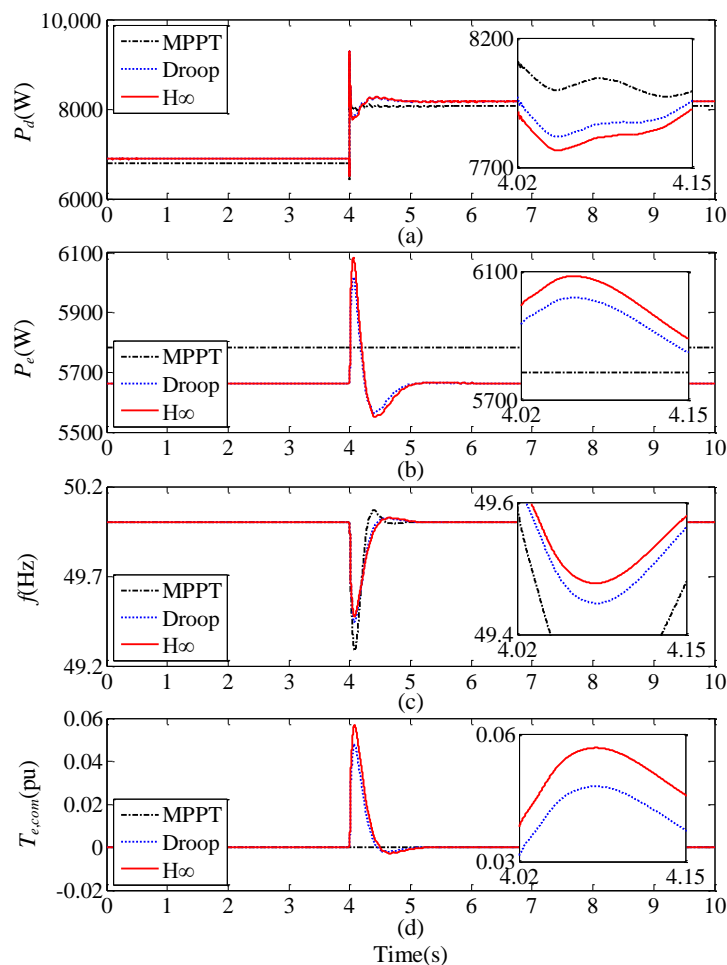 10,000
8000
6000
P_d(W)
MPPT
Droop
H∞
8200
7700
4.02 4.15
0 1 2 3 4 5 6 7 8 9 10
(a)
6100
5900
5700
5500
P_e(W)
MPPT
Droop
H∞
6100
5700
4.02 4.15
0 1 2 3 4 5 6 7 8 9 10
(b)
50.2
49.7
49.2
f(Hz)
MPPT
Droop
H∞
49.6
49.4
4.02 4.15
0 1 2 3 4 5 6 7 8 9 10
(c)
0.06
0.04
0.02
0
-0.02
T_e,com(pu)
MPPT
Droop
H∞
0.06
0.03
4.02 4.15
0 1 2 3 4 5 6 7 8 9 10
(d)
Time(s)